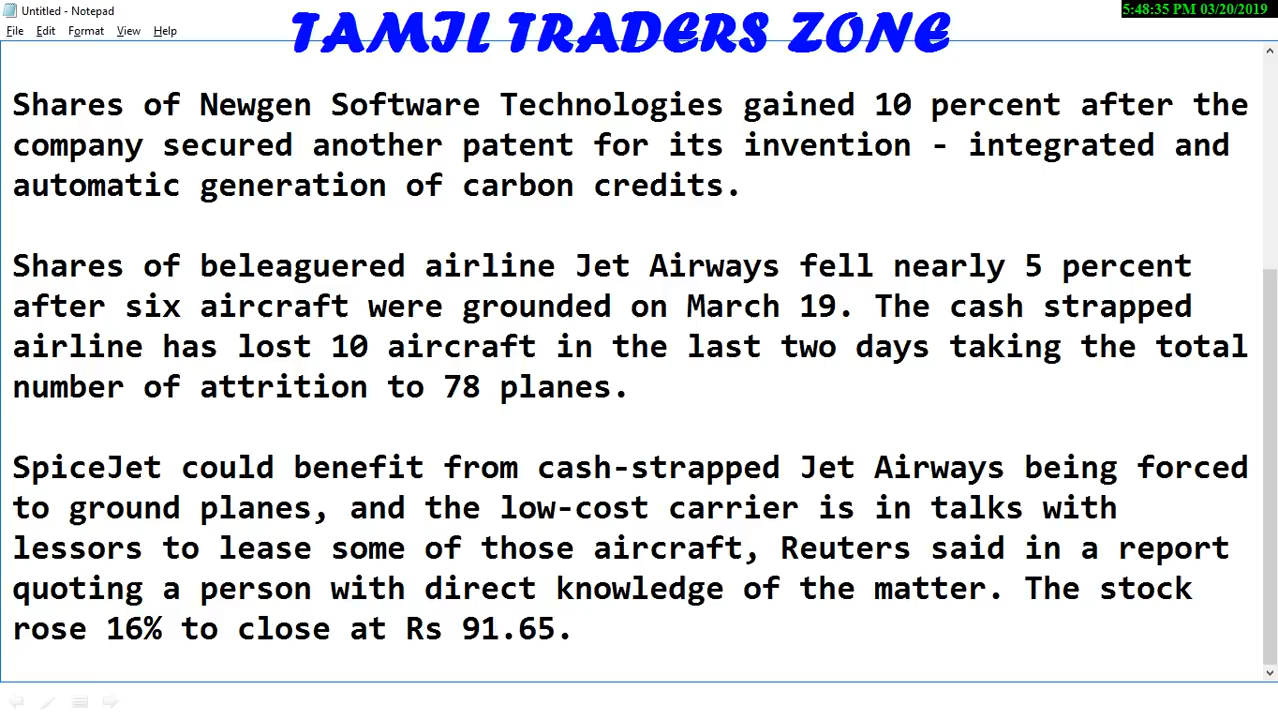 Untitled - Notepad
5:48:35 PM 03/20/2019
File Edit Format View Help
TAMIL TRADERS ZONE
Shares of Newgen Software Technologies gained 10 percent after the
company secured another patent for its invention - integrated and
automatic generation of carbon credits.
Shares of beleaguered airline Jet Airways fell nearly 5 percent
after six aircraft were grounded on March 19. The cash strapped
airline has lost 10 aircraft in the last two days taking the total
number of attrition to 78 planes.
SpiceJet could benefit from cash-strapped Jet Airways being forced
to ground planes, and the low-cost carrier is in talks with
lessors to lease some of those aircraft, Reuters said in a report
quoting a person with direct knowledge of the matter. The stock
rose 16% to close at Rs 91.65.